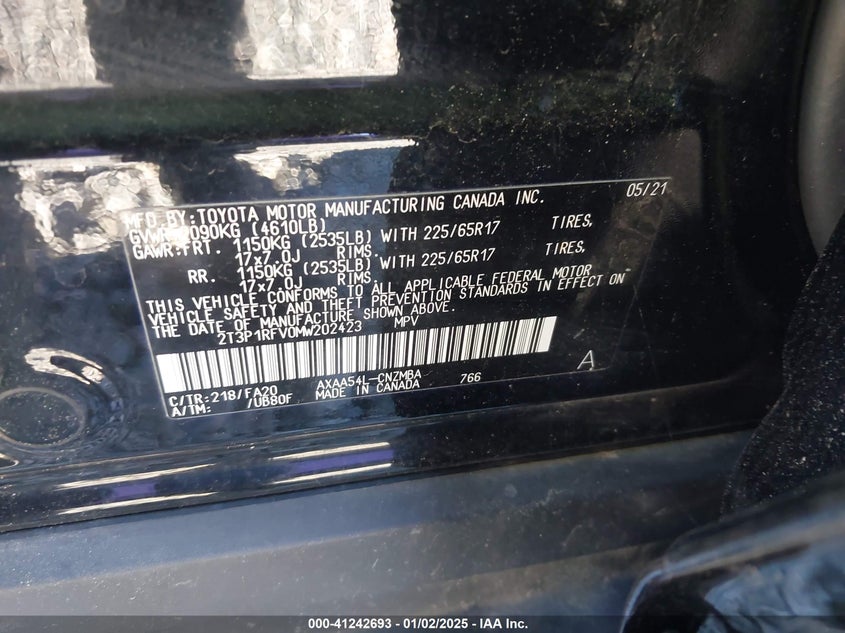 MFD BY:TOYOTA MOTOR MANUFACTURING CANADA INC. 05/21
GVWR:2090KG (4610LB)
GAWR:FRT. 1150KG (2535LB) WITH 225/65R17 TIRES,
17x7.0J RIMS.
RR. 1150KG (2535LB) WITH 225/65R17 TIRES,
17x7.0J RIMS.
THIS VEHICLE CONFORMS TO ALL APPLICABLE FEDERAL MOTOR
VEHICLE SAFETY AND THEFT PREVENTION STANDARDS IN EFFECT ON
THE DATE OF MANUFACTURE SHOWN ABOVE.
2T3P1RFV0MW202423 MPV
C/TR:218/FA20 AXAA54L-CNZMBA 766 A
A/TM: /UB80F MADE IN CANADA
000-41242693 - 01/02/2025 - IAA Inc.